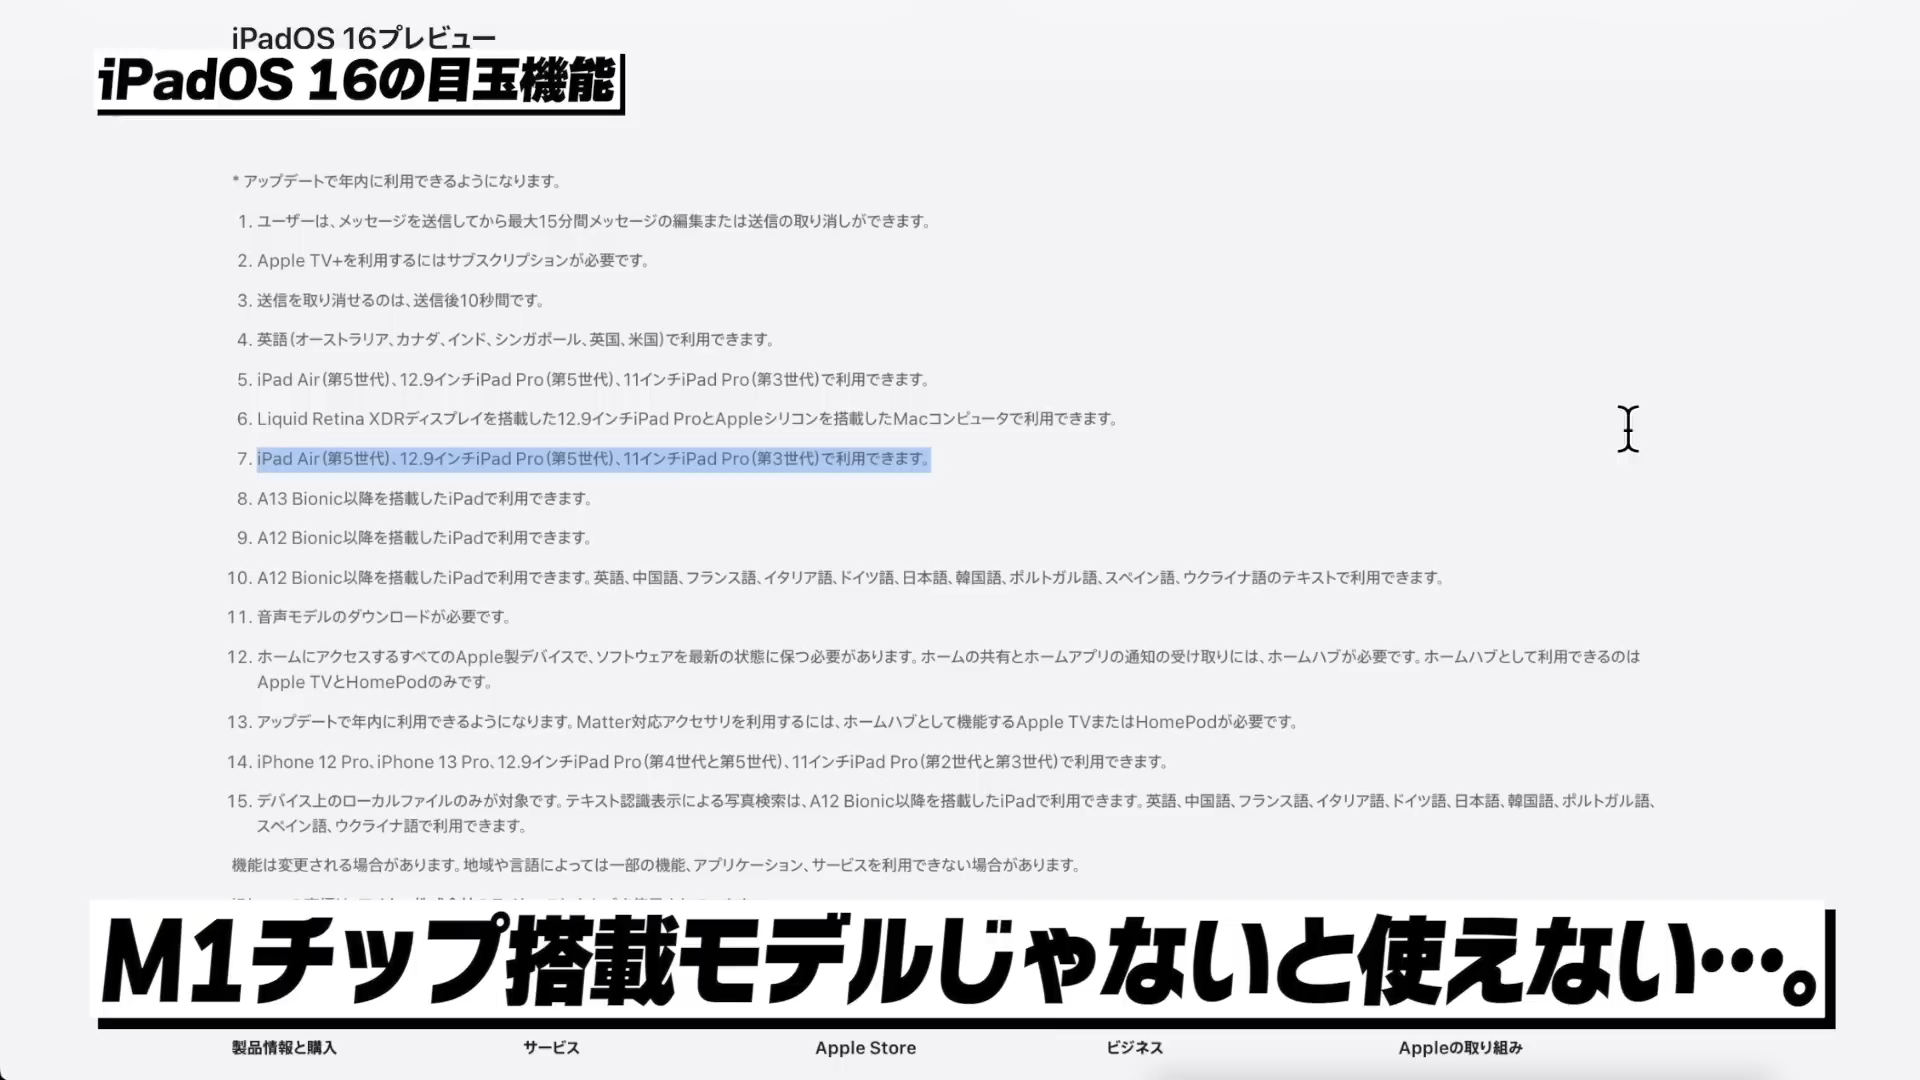 iPadOS 16プレビュー
iPadOS 16の目玉機能
* アップデートで年内に利用できるようになります。
1. ユーザーは、メッセージを送信してから最大15分間メッセージの編集または送信の取り消しができます。
2. Apple TV+を利用するにはサブスクリプションが必要です。
3. 送信を取り消せるのは、送信後10秒間です。
4. 英語(オーストラリア、カナダ、インド、シンガポール、英国、米国)で利用できます。
5. iPad Air(第5世代)、12.9インチiPad Pro(第5世代)、11インチiPad Pro(第3世代)で利用できます。
6. Liquid Retina XDRディスプレイを搭載した12.9インチiPad ProとAppleシリコンを搭載したMacコンピュータで利用できます。
7. iPad Air(第5世代)、12.9インチiPad Pro(第5世代)、11インチiPad Pro(第3世代)で利用できます。
8. A13 Bionic以降を搭載したiPadで利用できます。
9. A12 Bionic以降を搭載したiPadで利用できます。
10. A12 Bionic以降を搭載したiPadで利用できます。英語、中国語、フランス語、イタリア語、ドイツ語、日本語、韓国語、ポルトガル語、スペイン語、ウクライナ語のテキストで利用できます。
11. 音声モデルのダウンロードが必要です。
12. ホームにアクセスするすべてのApple製デバイスで、ソフトウェアを最新の状態に保つ必要があります。ホームの共有とホームアプリの通知の受け取りには、ホームハブが必要です。ホームハブとして利用できるのは
Apple TVとHomePodのみです。
13. アップデートで年内に利用できるようになります。Matter対応アクセサリを利用するには、ホームハブとして機能するApple TVまたはHomePodが必要です。
14. iPhone 12 Pro、iPhone 13 Pro、12.9インチiPad Pro(第4世代と第5世代)、11インチiPad Pro(第2世代と第3世代)で利用できます。
15. デバイス上のローカルファイルのみが対象です。テキスト認識表示による写真検索は、A12 Bionic以降を搭載したiPadで利用できます。英語、中国語、フランス語、イタリア語、ドイツ語、日本語、韓国語、ポルトガル語、
スペイン語、ウクライナ語で利用できます。
機能は変更される場合があります。地域や言語によっては一部の機能、アプリケーション、サービスを利用できない場合があります。
M1チップ搭載モデルじゃないと使えない…。
製品情報と購入
サービス
Apple Store
ビジネス
Appleの取り組み